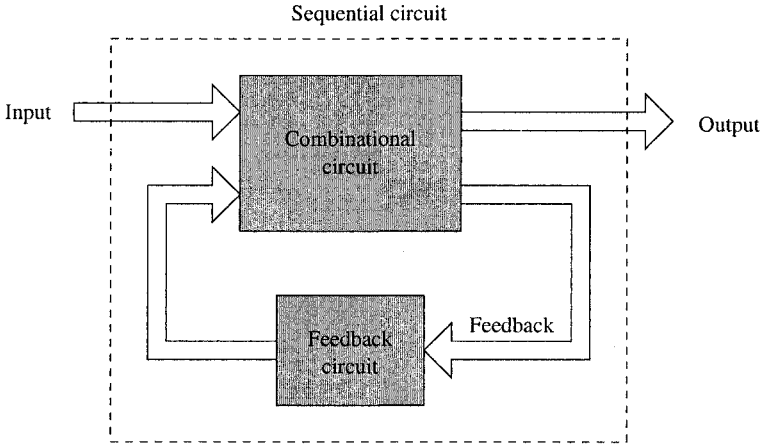 Sequential circuit
Input
Combinational
circuit
Output
Feedback
Feedback
circuit